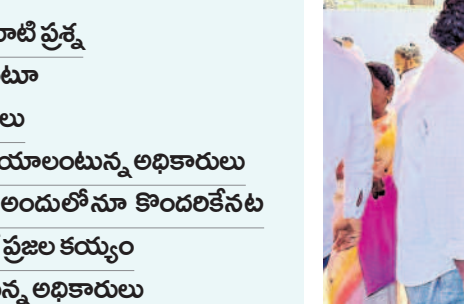 ప్రశ్న
యాలంటున్న అధికారులు
అందులోనూ కొందరికేనట
ప్రజల కయ్యం
అధికారులు